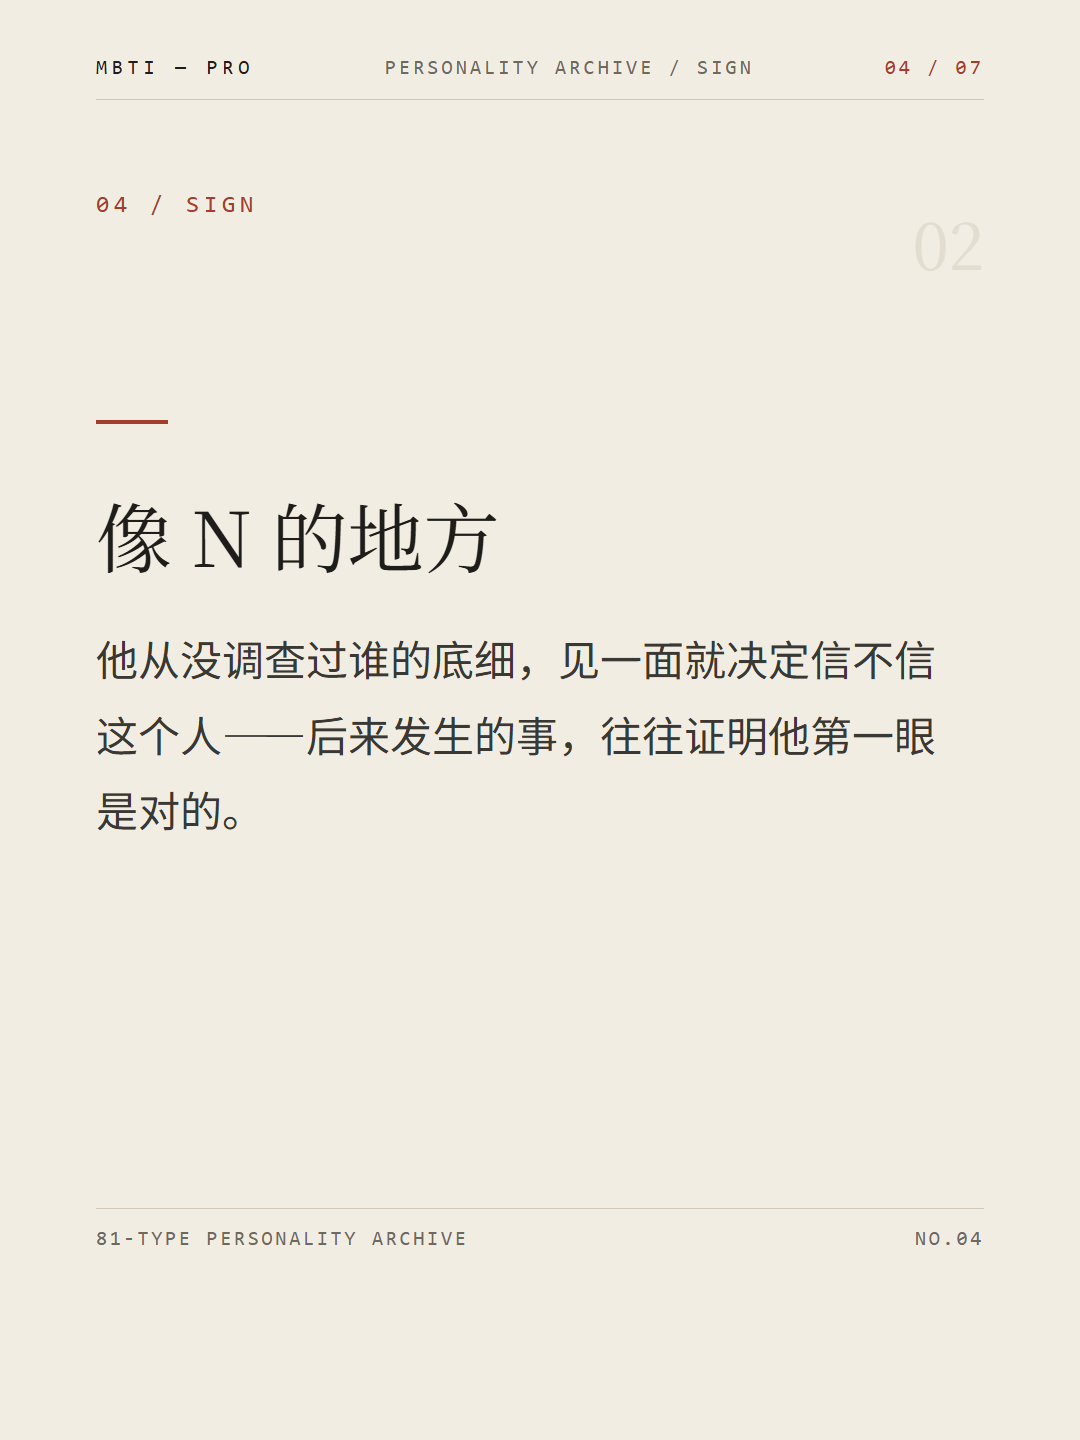 MBTI — PRO
PERSONALITY ARCHIVE / SIGN
04 / 07
04 / SIGN
02
像 N 的地方
他从没调查过谁的底细，见一面就决定信不信
这个人——后来发生的事，往往证明他第一眼
是对的。
81-TYPE PERSONALITY ARCHIVE
NO.04